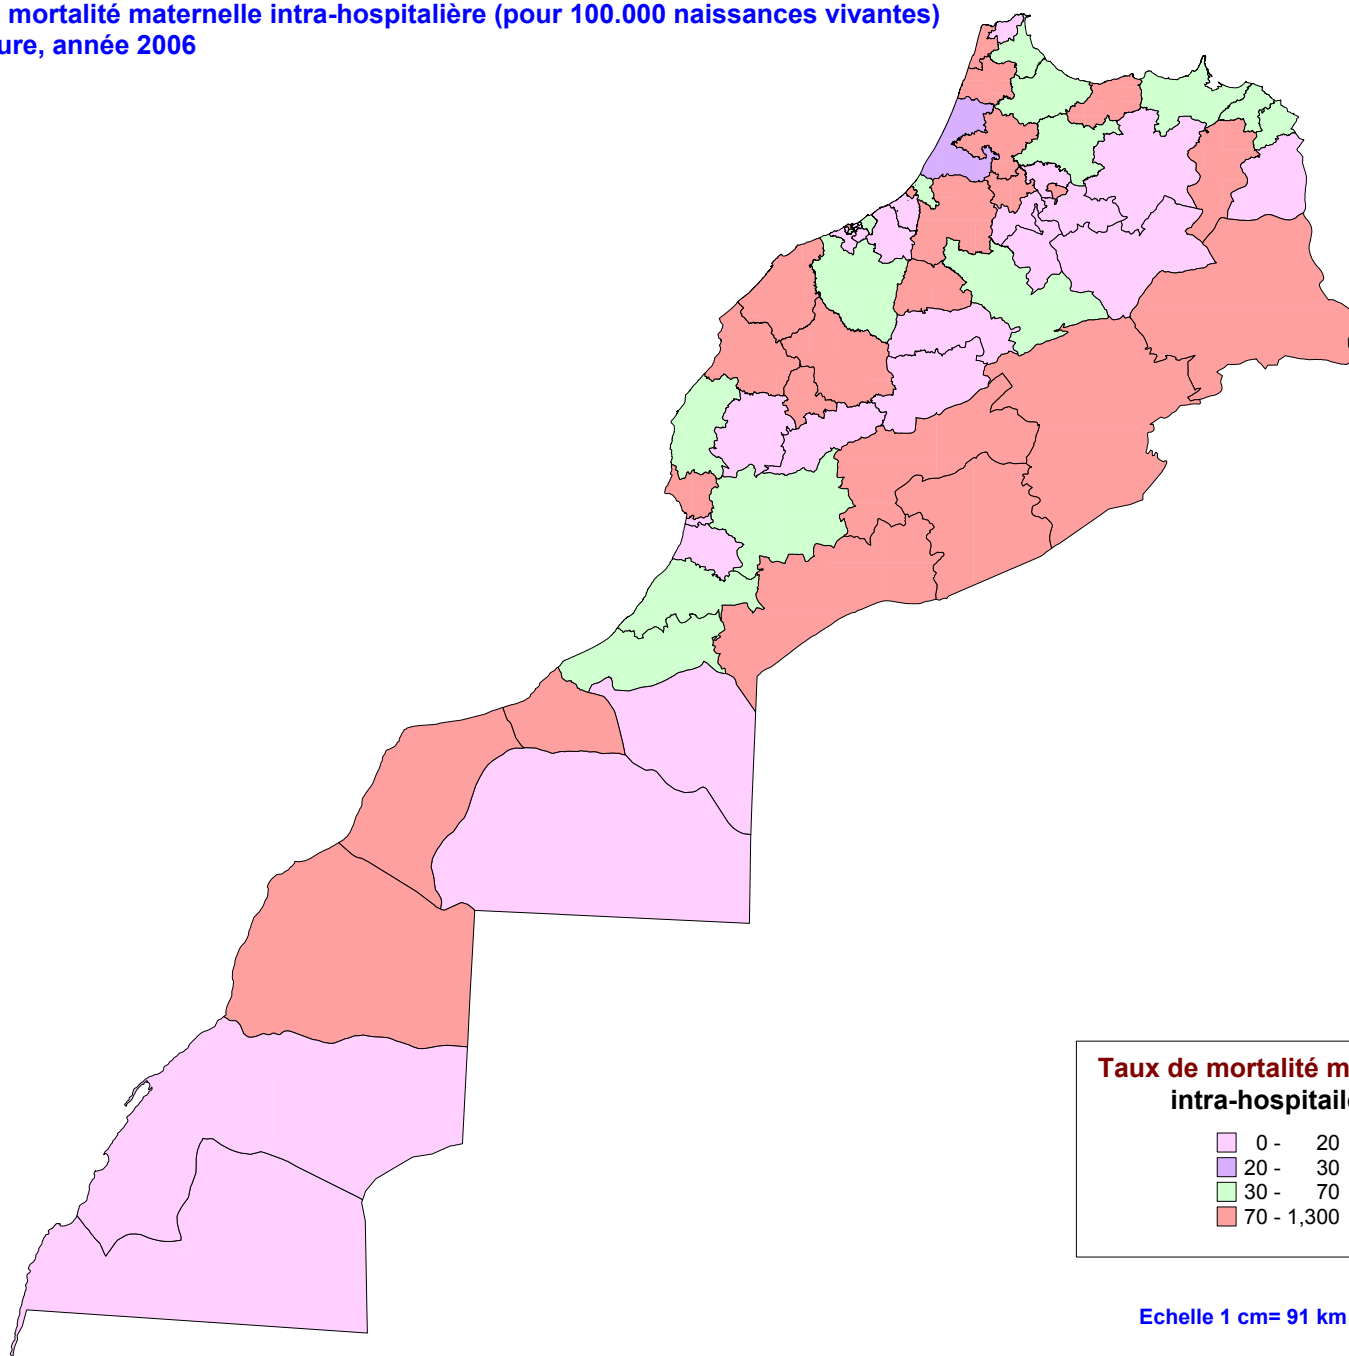 mortalité maternelle intra-hospitalière (pour 100.000 naissances vivantes)
ure, année 2006
Taux de mortalité m
intra-hospitail
0 - 20
20 - 30
30 - 70
70 - 1,300
Echelle 1 cm= 91 km